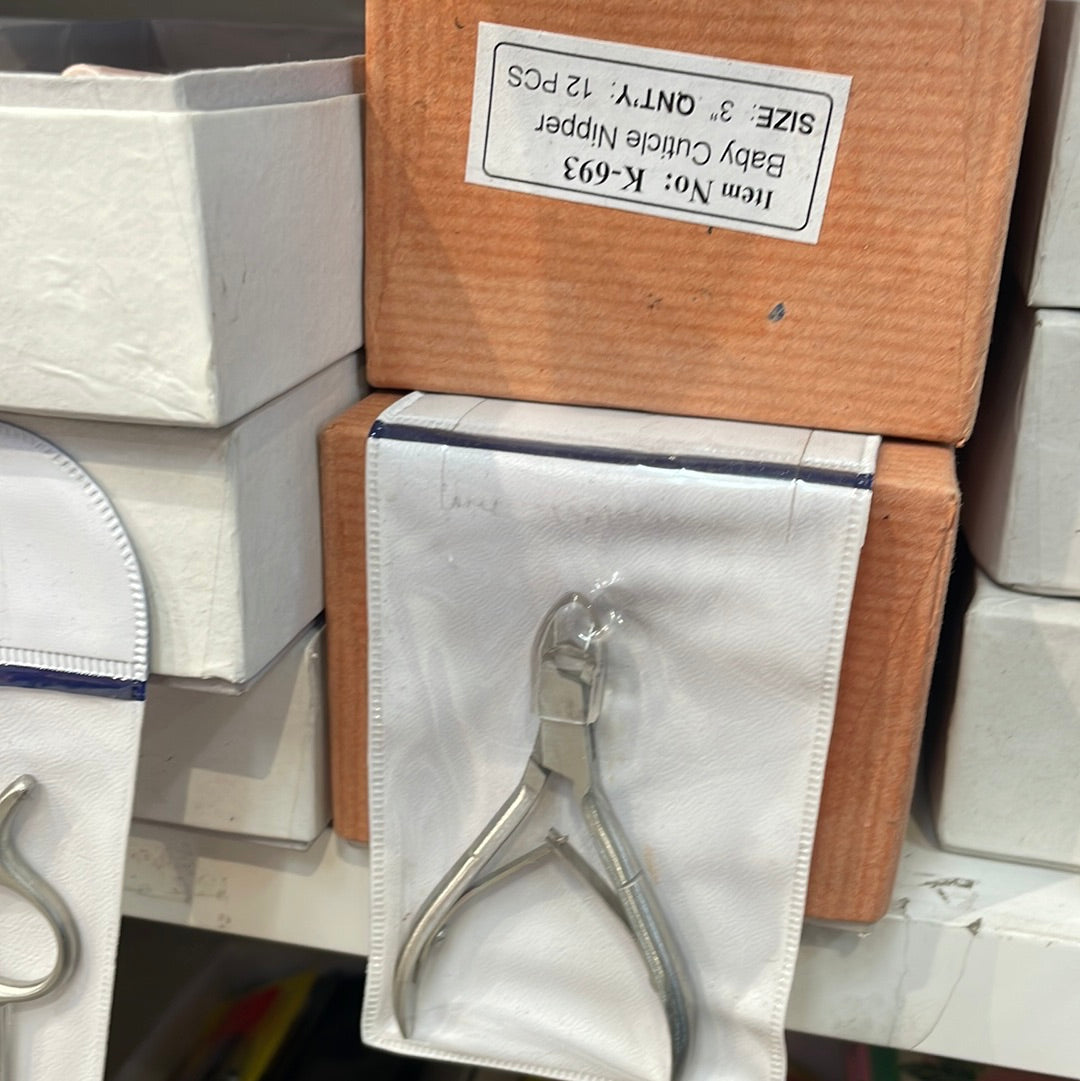 Item No: K-693
Baby Cuticle Nipper
SIZE: 3" QNT'Y: 12 PCS